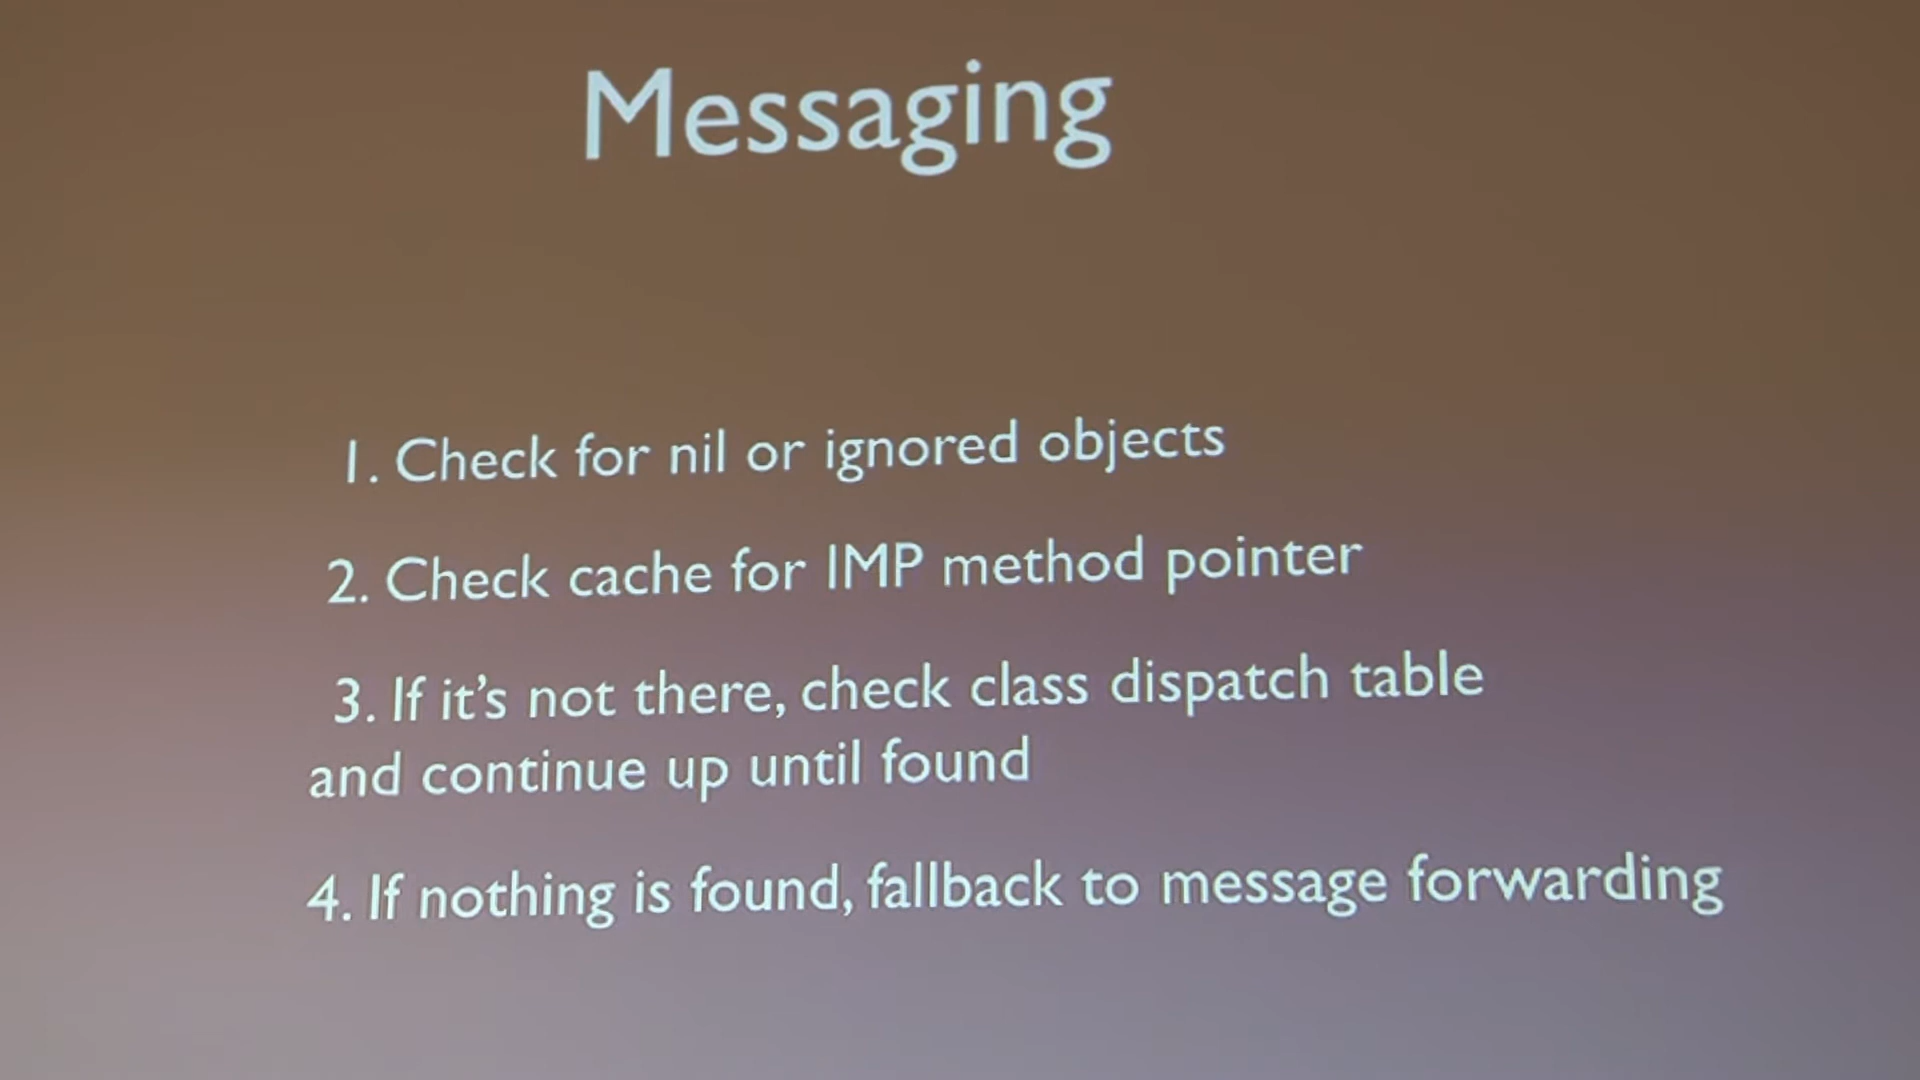 Messaging
1. Check for nil or ignored objects
2. Check cache for IMP method pointer
3. If it's not there, check class dispatch table
and continue up until found
4. If nothing is found, fallback to message forwarding